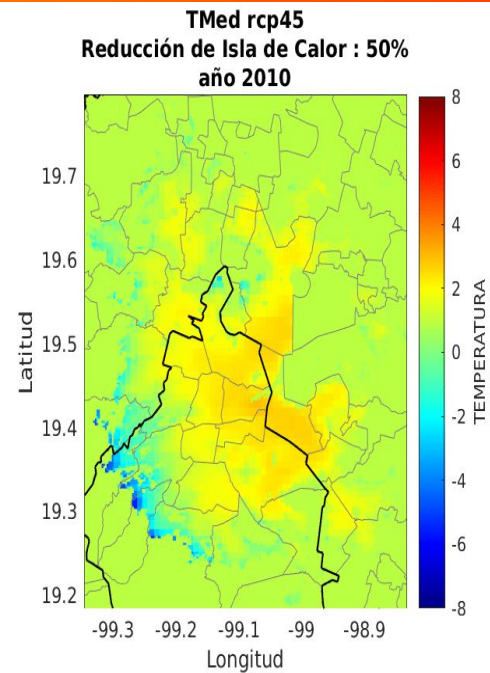 TMed rcp45
Reducción de Isla de Calor : 50%
año 2010
8
19.7
6
19.6
4
2
19.5
0
19.4
-2
-4
19.3
-6
19.2
-8
Latitud
TEMPERATURA
-99.3 -99.2 -99.1 -99 -98.9
Longitud